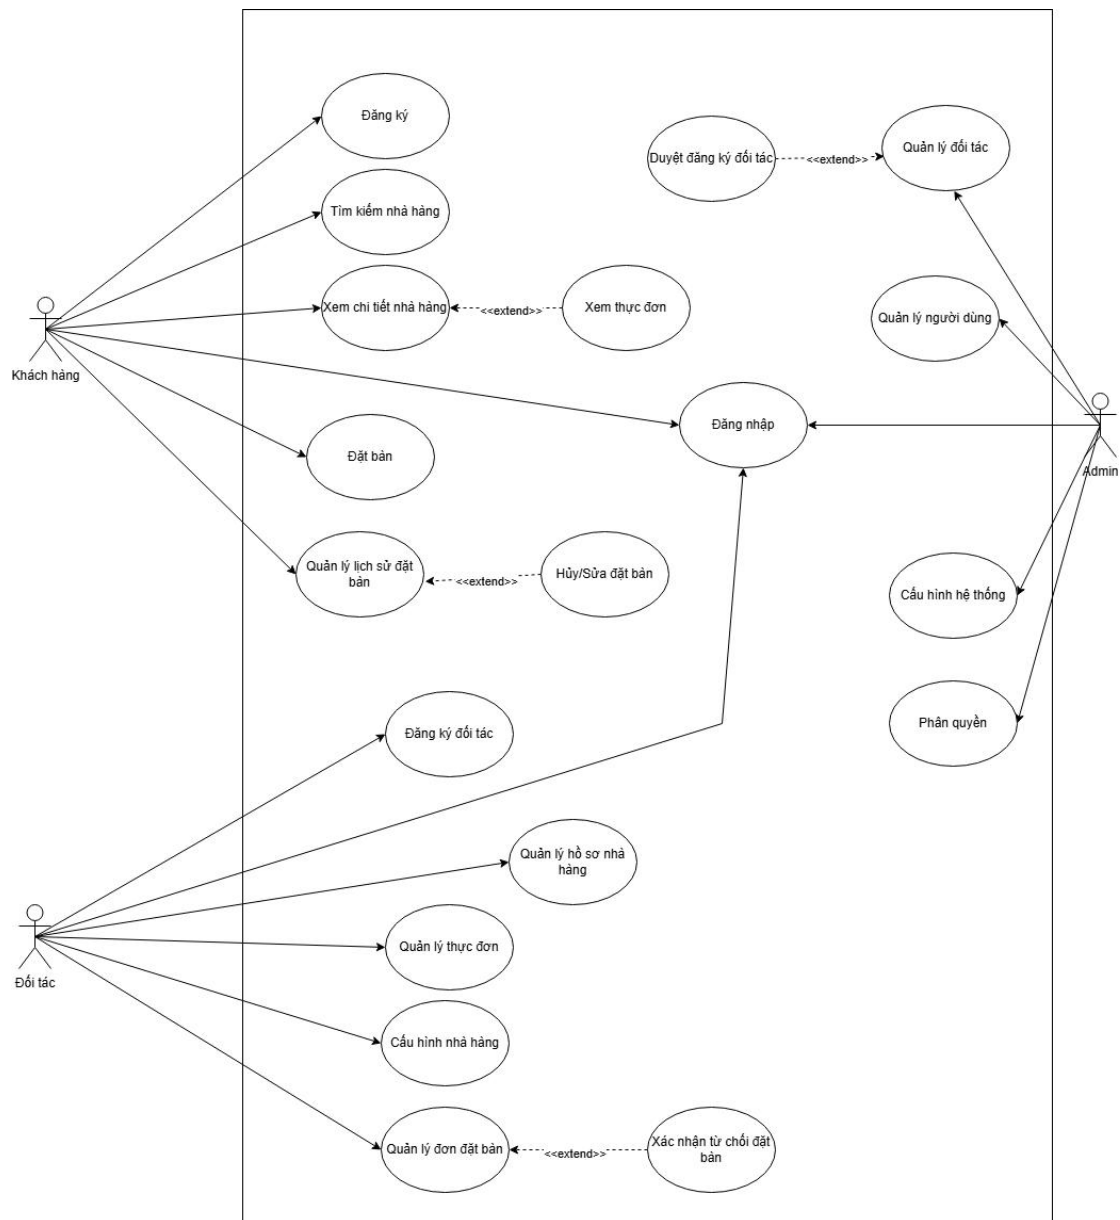 Đăng ký
Duyệt đăng ký đối tác
<<extend>>
Quản lý đối tác
Tìm kiếm nhà hàng
Xem chi tiết nhà hàng
<<extend>>
Xem thực đơn
Quản lý người dùng
Khách hàng
Đăng nhập
Admin
Đặt bàn
Quản lý lịch sử đặt
bàn
<<extend>>
Hủy/Sửa đặt bàn
Cấu hình hệ thống
Đăng ký đối tác
Phân quyền
Quản lý hồ sơ nhà
hàng
Quản lý thực đơn
Đối tác
Cấu hình nhà hàng
Quản lý đơn đặt bàn
<<extend>>
Xác nhận từ chối đặt
bàn